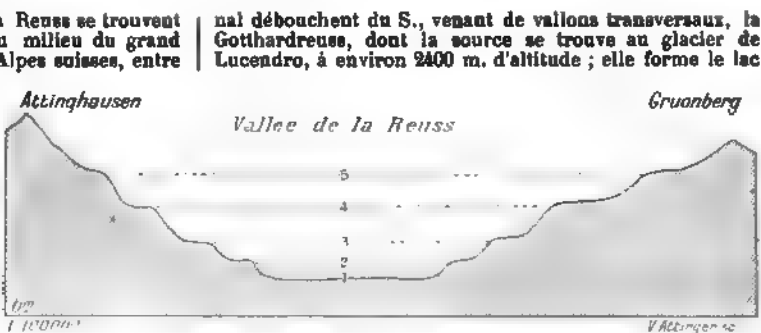 Reuss se trouvent
milieu du grand
Alpes suisses, entre
nal débouchent du S., venant de vallons transversaux, la
Gotthardreuss, dont la source se trouve au glacier de
Lucendro, à environ 2400 m. d'altitude ; elle forme le lac
Attinghausen
Gruonberg
Vallee de la Reuss
5
4
3
2
1
0m
V. Attinger sc.